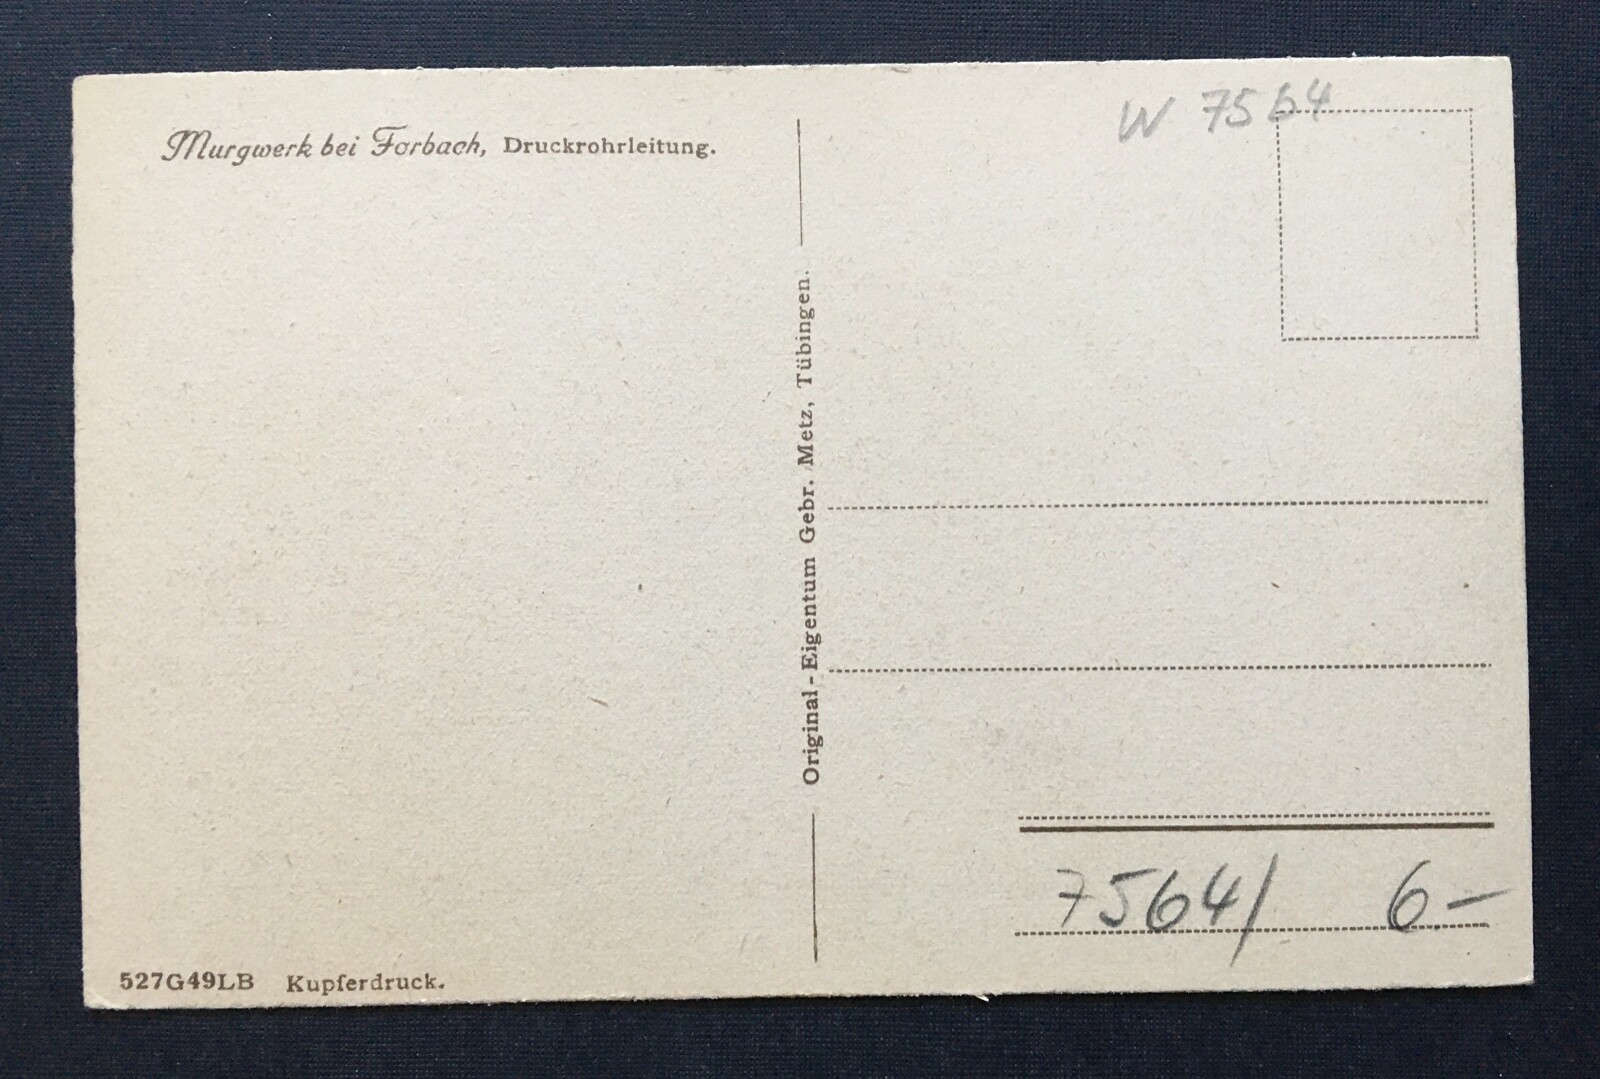 W 7564
Murgwerk bei Forbach, Druckrohrleitung.
Original-Eigentum Gebr. Metz, Tübingen.
7564/ 6-
527G49LB Kupferdruck.